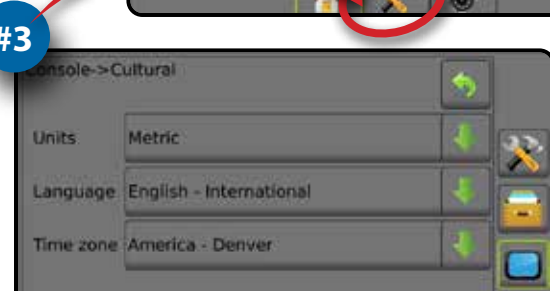 #3
Console->Cultural
Units Metric
Language English - International
Time zone America - Denver